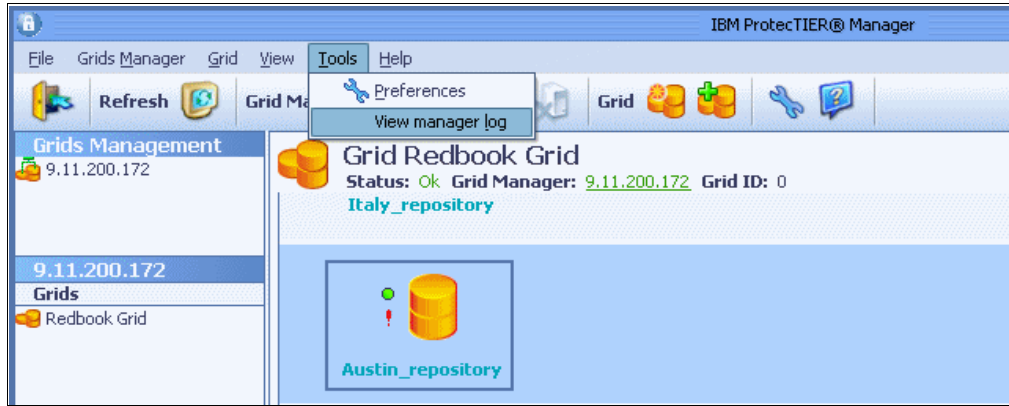 IBM ProtecTIER® Manager
File Grids Manager Grid View Tools Help
Preferences
View manager log
Refresh Grid Ma Grid
Grids Management
9.11.200.172
9.11.200.172
Grids
Redbook Grid
Grid Redbook Grid
Status: Ok Grid Manager: 9.11.200.172 Grid ID: 0
Italy_repository
Austin_repository